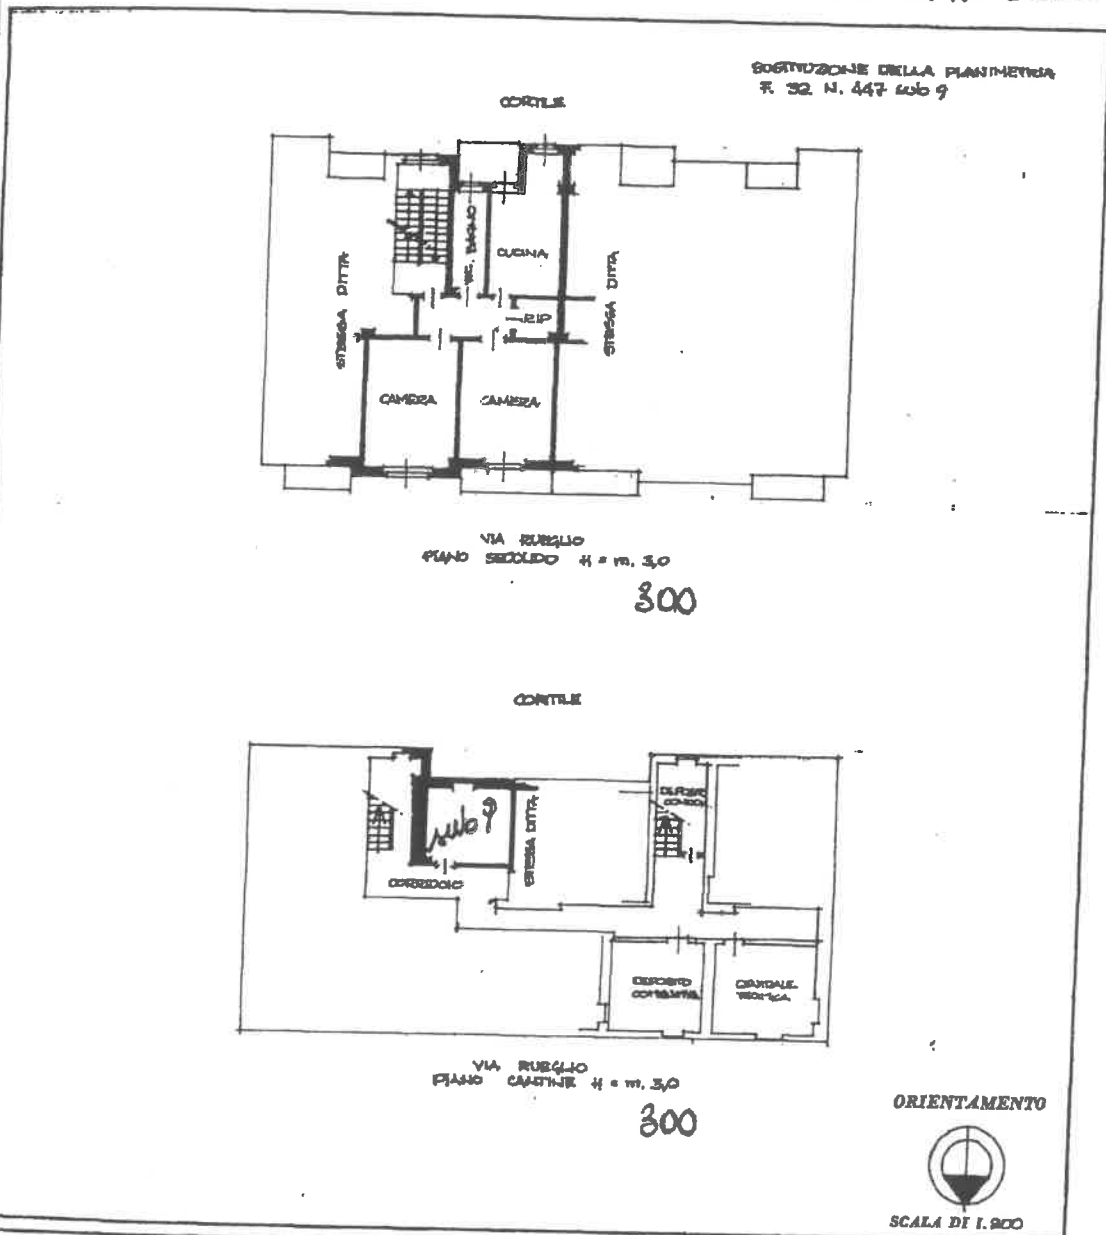 SOSTITUZIONE DELLA PLANIMETRIA
F. 32 N. 447 sub 9
CORTILE
RIP. BAGNO
CUCINA
STESSA DITTA
STESSA DITTA
RIP
CAMERA
CAMERA
VIA RUEGLIO
PIANO SECONDO H = m. 3,0
300
CORTILE
DEPOSITO
sub 9
STESSA DITTA
CORRIDOIO
DEPOSITO
CENTRALE
TERMICA
VIA RUEGLIO
PIANO CANTINE H = m. 3,0
300
ORIENTAMENTO
SCALA DI 1.200